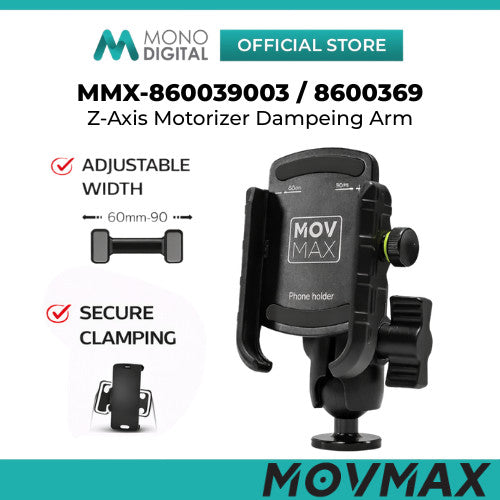 MONO
DIGITAL
OFFICIAL STORE
MMX-860039003 / 8600369
Z-Axis Motorizer Dampeing Arm
ADJUSTABLE
WIDTH
60mm-90
SECURE
CLAMPING
MOV
MAX
Phone holder
MOVMAX